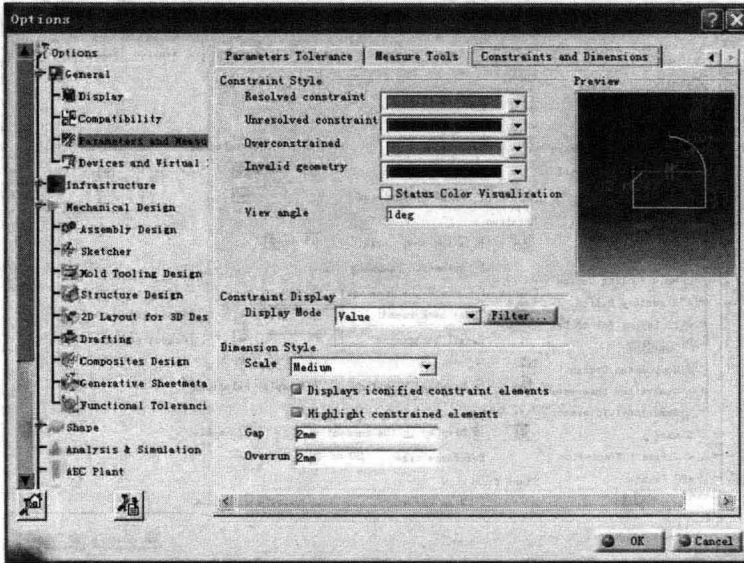 Options
Options
General
Display
Compatibility
Parameters and Measu
Devices and Virtual
Infrastructure
Mechanical Design
Assembly Design
Sketcher
Mold Tooling Design
Structure Design
2D Layout for 3D Des
Drafting
Composites Design
Generative Sheetmeta
Functional Toleranci
Shape
Analysis & Simulation
AEC Plant
Parameters Tolerance
Measure Tools
Constraints and Dimensions
Constraint Style
Resolved constraint
Unresolved constraint
Overconstrained
Invalid geometry
Status Color Visualization
View angle
1deg
Preview
Constraint Display
Display Mode
Value
Filter...
Dimension Style
Scale
Medium
Displays iconified constraint elements
Highlight constrained elements
Gap
2mm
Overrun
2mm
OK
Cancel